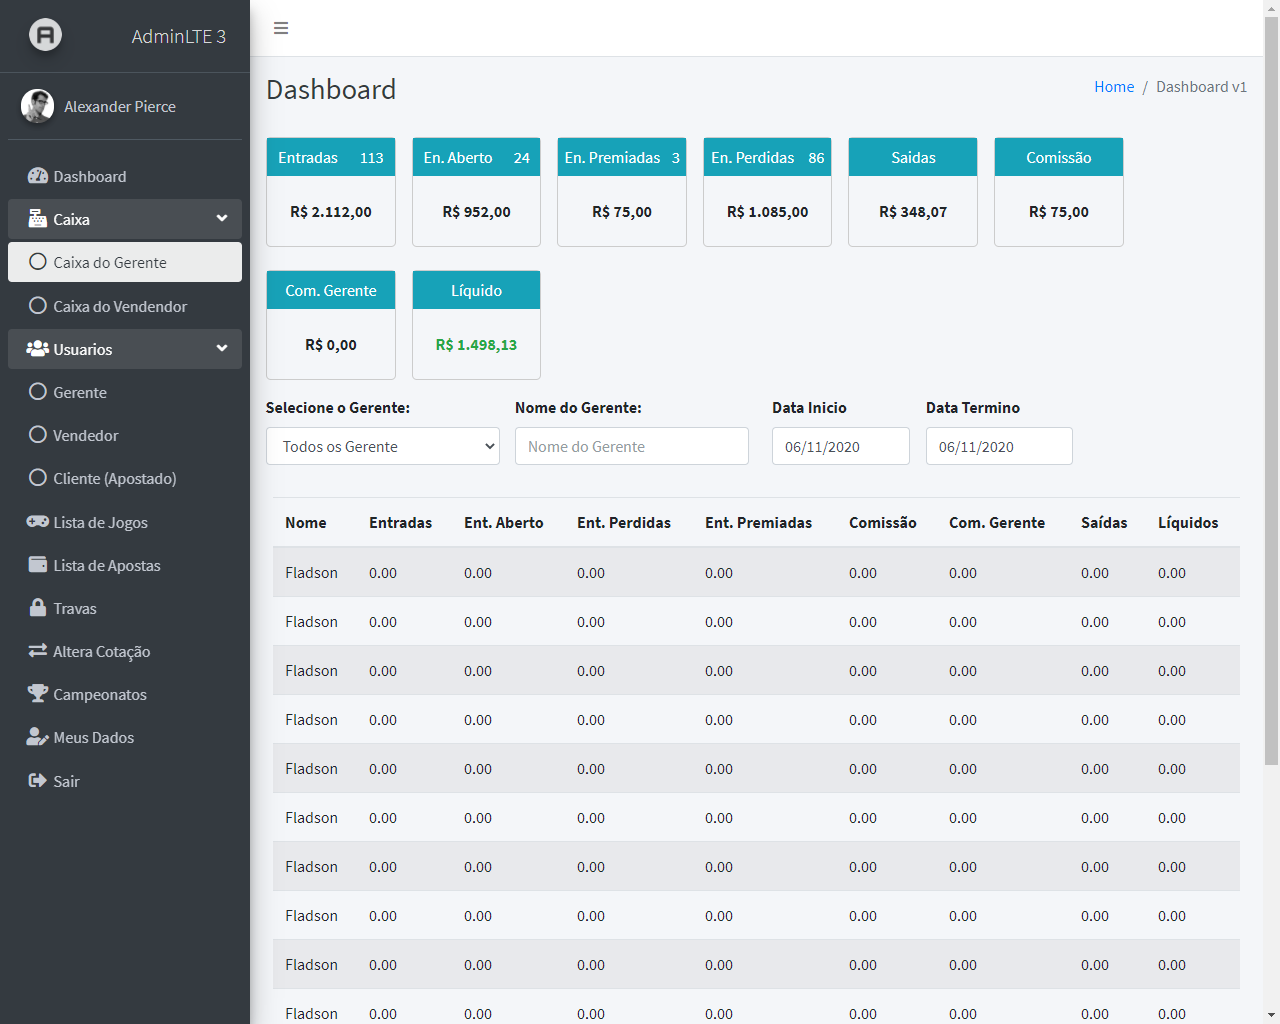 AdminLTE 3
Alexander Pierce
Dashboard
Caixa
Caixa do Gerente
Caixa do Vendendor
Usuarios
Gerente
Vendedor
Cliente (Apostado)
Lista de Jogos
Lista de Apostas
Travas
Altera Cotação
Campeonatos
Meus Dados
Sair
Dashboard
Home / Dashboard v1
Entradas 113
R$ 2.112,00
En. Aberto 24
R$ 952,00
En. Premiadas 3
R$ 75,00
En. Perdidas 86
R$ 1.085,00
Saidas
R$ 348,07
Comissão
R$ 75,00
Com. Gerente
R$ 0,00
Líquido
R$ 1.498,13
Selecione o Gerente:
Todos os Gerente
Nome do Gerente:
Nome do Gerente
Data Inicio
06/11/2020
Data Termino
06/11/2020
Nome Entradas Ent. Aberto Ent. Perdidas Ent. Premiadas Comissão Com. Gerente Saídas Líquidos
Fladson 0.00 0.00 0.00 0.00 0.00 0.00 0.00 0.00
Fladson 0.00 0.00 0.00 0.00 0.00 0.00 0.00 0.00
Fladson 0.00 0.00 0.00 0.00 0.00 0.00 0.00 0.00
Fladson 0.00 0.00 0.00 0.00 0.00 0.00 0.00 0.00
Fladson 0.00 0.00 0.00 0.00 0.00 0.00 0.00 0.00
Fladson 0.00 0.00 0.00 0.00 0.00 0.00 0.00 0.00
Fladson 0.00 0.00 0.00 0.00 0.00 0.00 0.00 0.00
Fladson 0.00 0.00 0.00 0.00 0.00 0.00 0.00 0.00
Fladson 0.00 0.00 0.00 0.00 0.00 0.00 0.00 0.00
Fladson 0.00 0.00 0.00 0.00 0.00 0.00 0.00 0.00